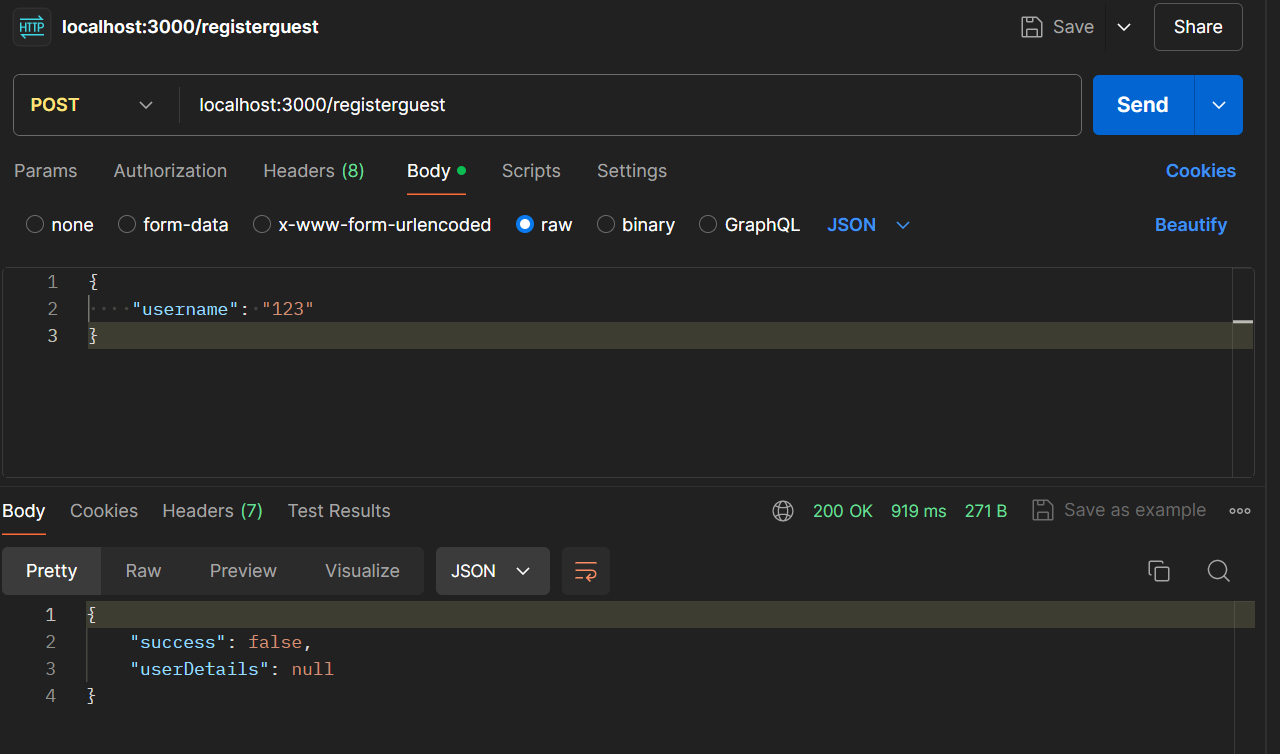 HTTP localhost:3000/registerguest Save Share
POST localhost:3000/registerguest Send
Params Authorization Headers (8) Body Scripts Settings Cookies
none form-data x-www-form-urlencoded raw binary GraphQL JSON Beautify
1 {
2 "username": "123"
3 }
Body Cookies Headers (7) Test Results 200 OK 919 ms 271 B Save as example
Pretty Raw Preview Visualize JSON
1 {
2 "success": false,
3 "userDetails": null
4 }